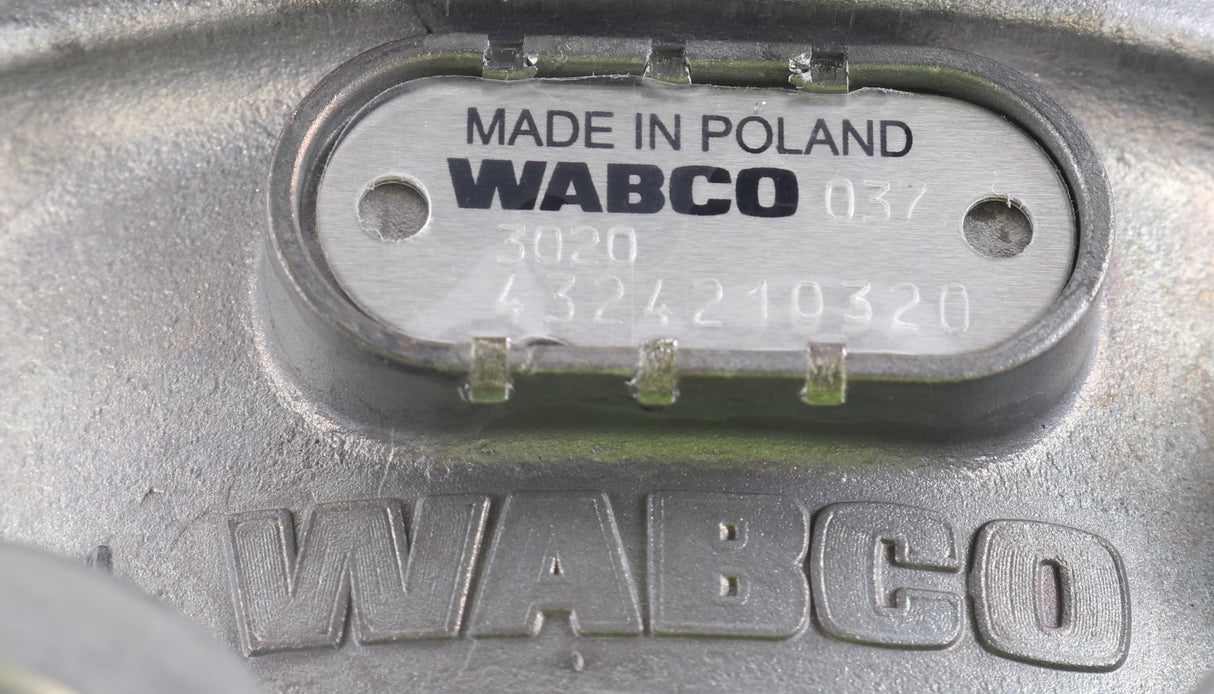 MADE IN POLAND
WABCO 037
3020
4324210320
WABCO